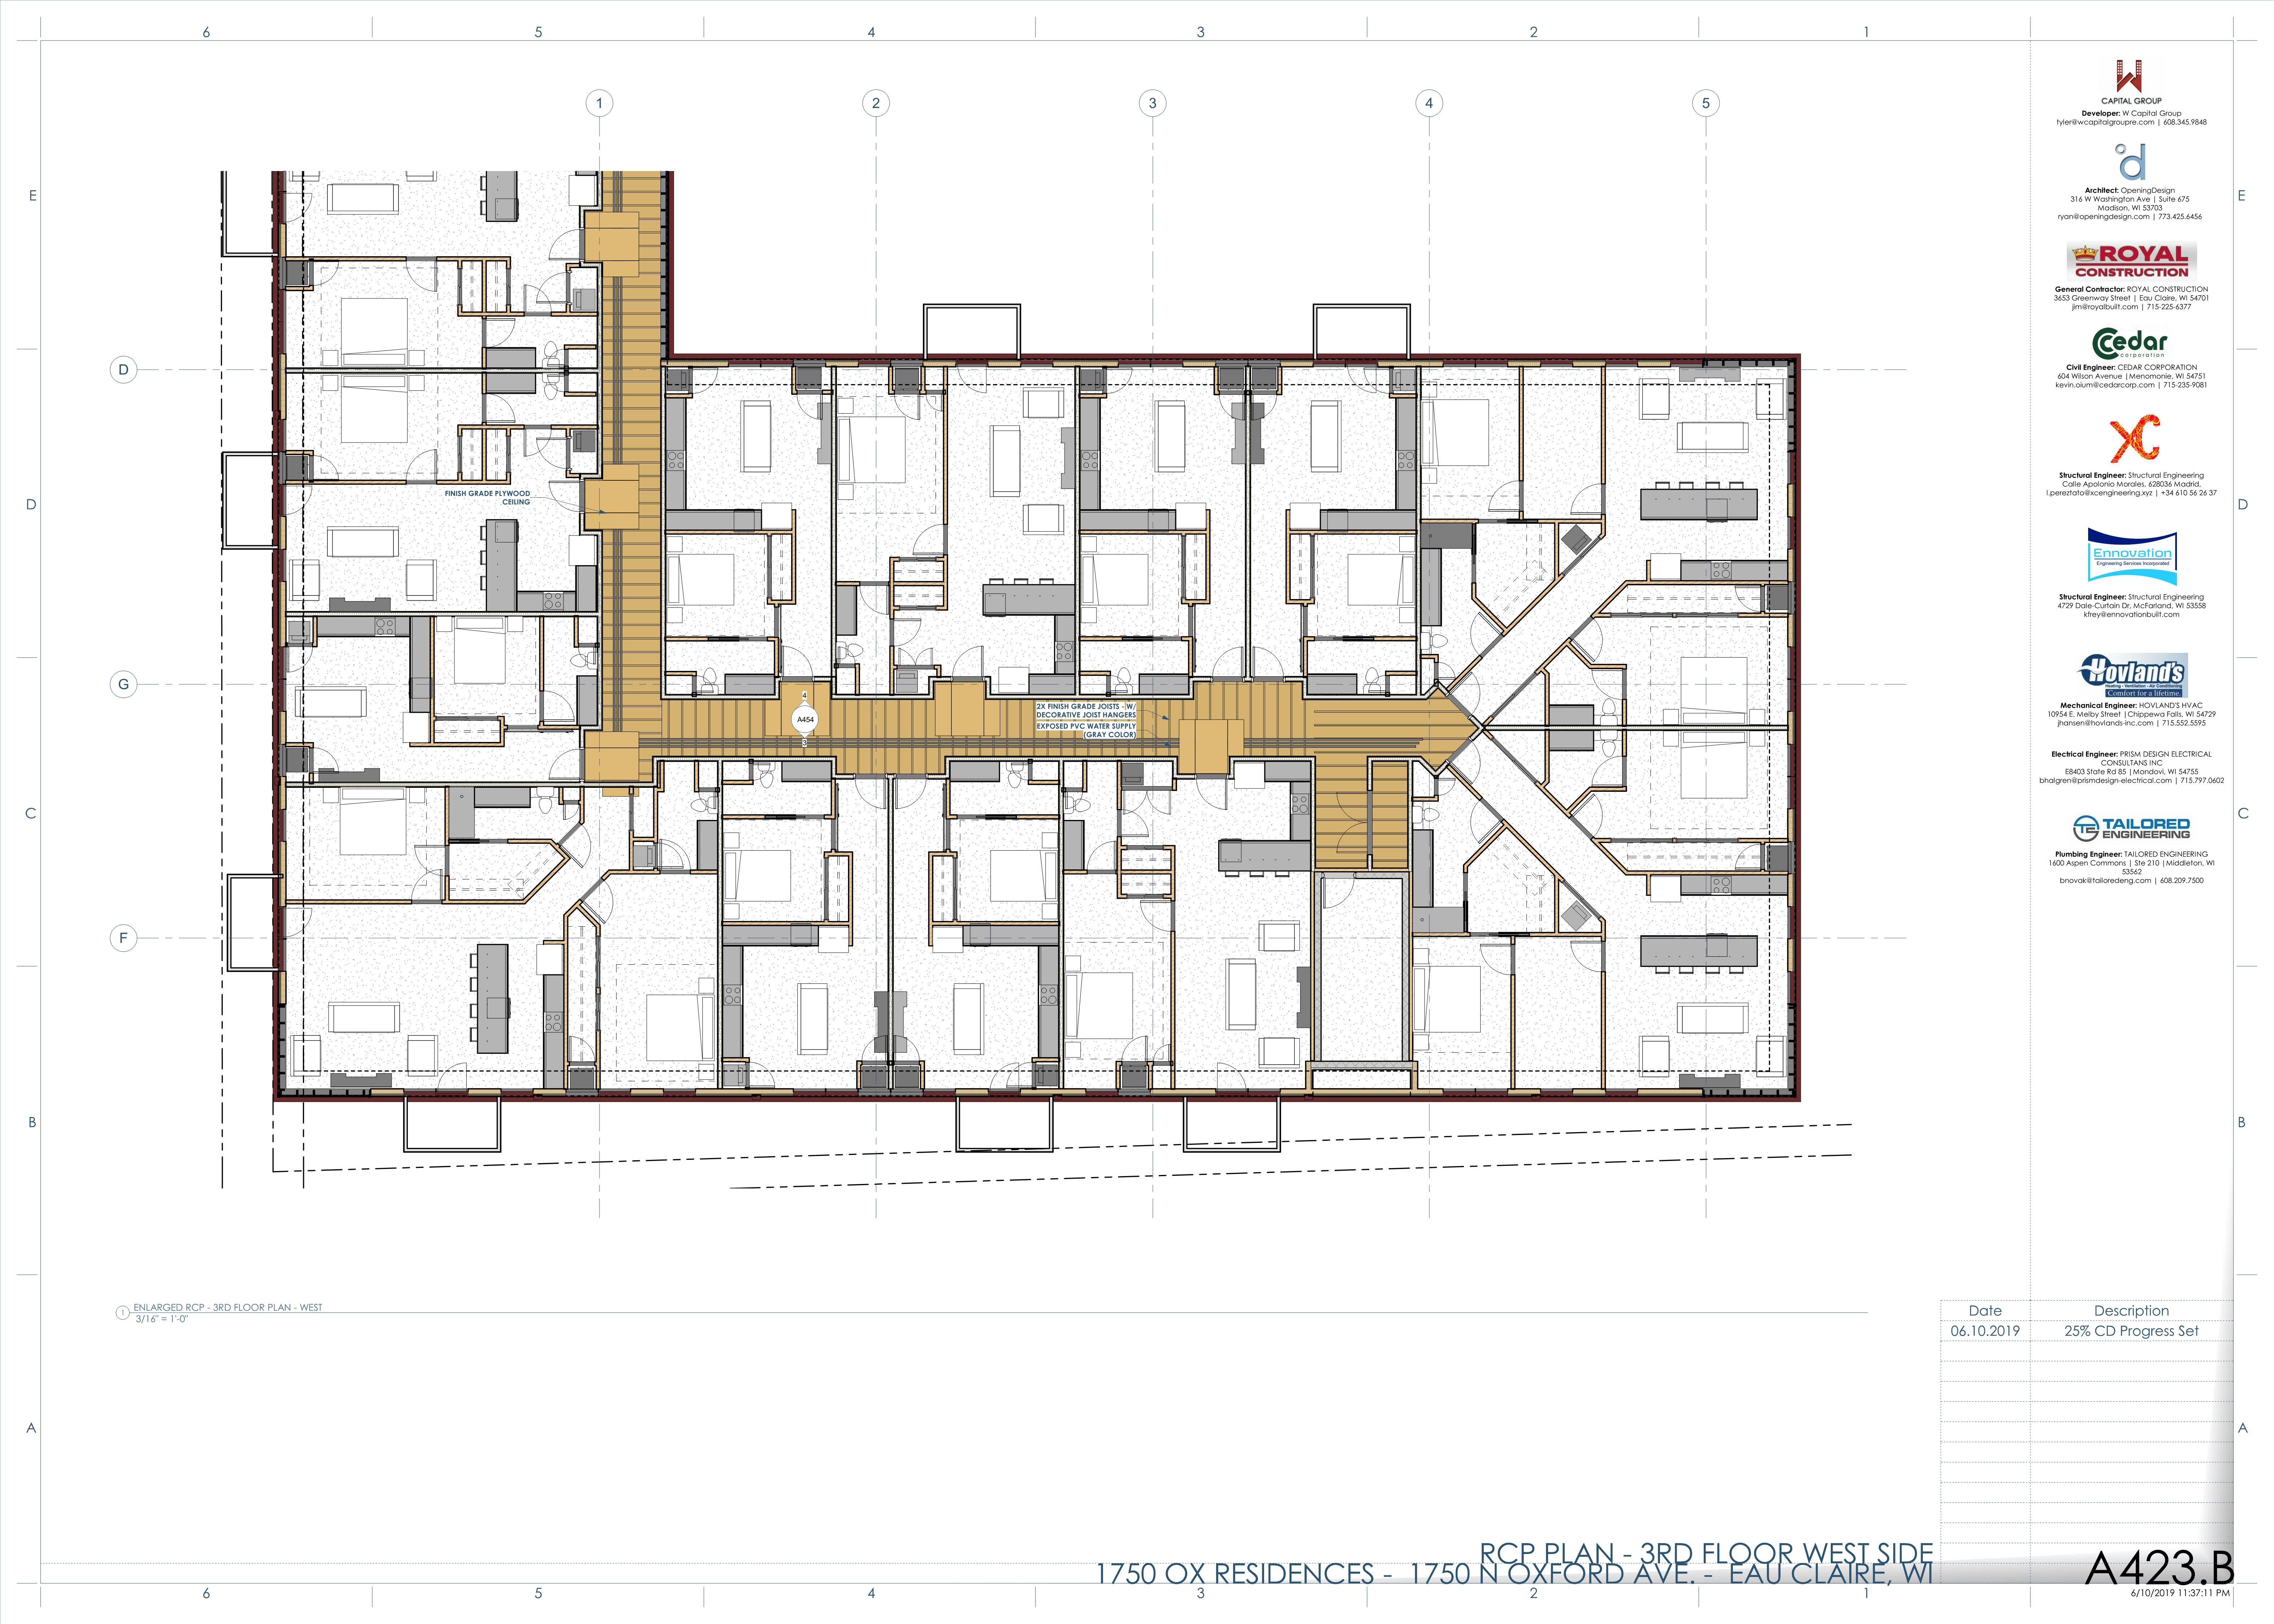 6 5 4 3 2 1
1 2 3 4 5
E
E
D
D
D
G
C
C
F
B
B
A
A
FINISH GRADE PLYWOOD
CEILING
4
A454
3
2X FINISH GRADE JOISTS - W/
DECORATIVE JOIST HANGERS
EXPOSED PVC WATER SUPPLY
(GRAY COLOR)
1
ENLARGED RCP - 3RD FLOOR PLAN - WEST
3/16" = 1'-0"
W
CAPITAL GROUP
Developer: W Capital Group
tyler@wcapitalgroupre.com | 608.345.9848
d
Architect: OpeningDesign
316 W Washington Ave | Suite 675
Madison, WI 53703
ryan@openingdesign.com | 773.425.6456
ROYAL
CONSTRUCTION
General Contractor: ROYAL CONSTRUCTION
3653 Greenway Street | Eau Claire, WI 54701
jim@royalbuilt.com | 715-225-6377
Cedar
corporation
Civil Engineer: CEDAR CORPORATION
604 Wilson Avenue |Menomonie, WI 54751
kevin.oium@cedarcorp.com | 715-235-9081
XC
Structural Engineer: Structural Engineering
Calle Apolonio Morales, 628036 Madrid,
l.pereztato@xcengineering.xyz | +34 610 56 26 37
Ennovation
Engineering Services Incorporated
Structural Engineer: Structural Engineering
4729 Dale-Curtain Dr, McFarland, WI 53558
kfrey@ennovationbuilt.com
Hovland's
Heating - Ventilation - Air Conditioning
Comfort for a lifetime
Mechanical Engineer: HOVLAND'S HVAC
10954 E. Melby Street |Chippewa Falls, WI 54729
jhansen@hovlands-inc.com | 715.552.5595
Electrical Engineer: PRISM DESIGN ELECTRICAL
CONSULTANS INC
E8403 State Rd 85 |Mondovi, WI 54755
bhalgren@prismdesign-electrical.com | 715.797.0602
TE TAILORED
ENGINEERING
Plumbing Engineer: TAILORED ENGINEERING
1600 Aspen Commons | Ste 210 |Middleton, WI
53562
bnovak@tailoredeng.com | 608.209.7500
Date Description
06.10.2019 25% CD Progress Set
RCP PLAN - 3RD FLOOR WEST SIDE
1750 OX RESIDENCES - 1750 N OXFORD AVE. - EAU CLAIRE, WI
A423.B
6/10/2019 11:37:11 PM
6 5 4 3 2 1